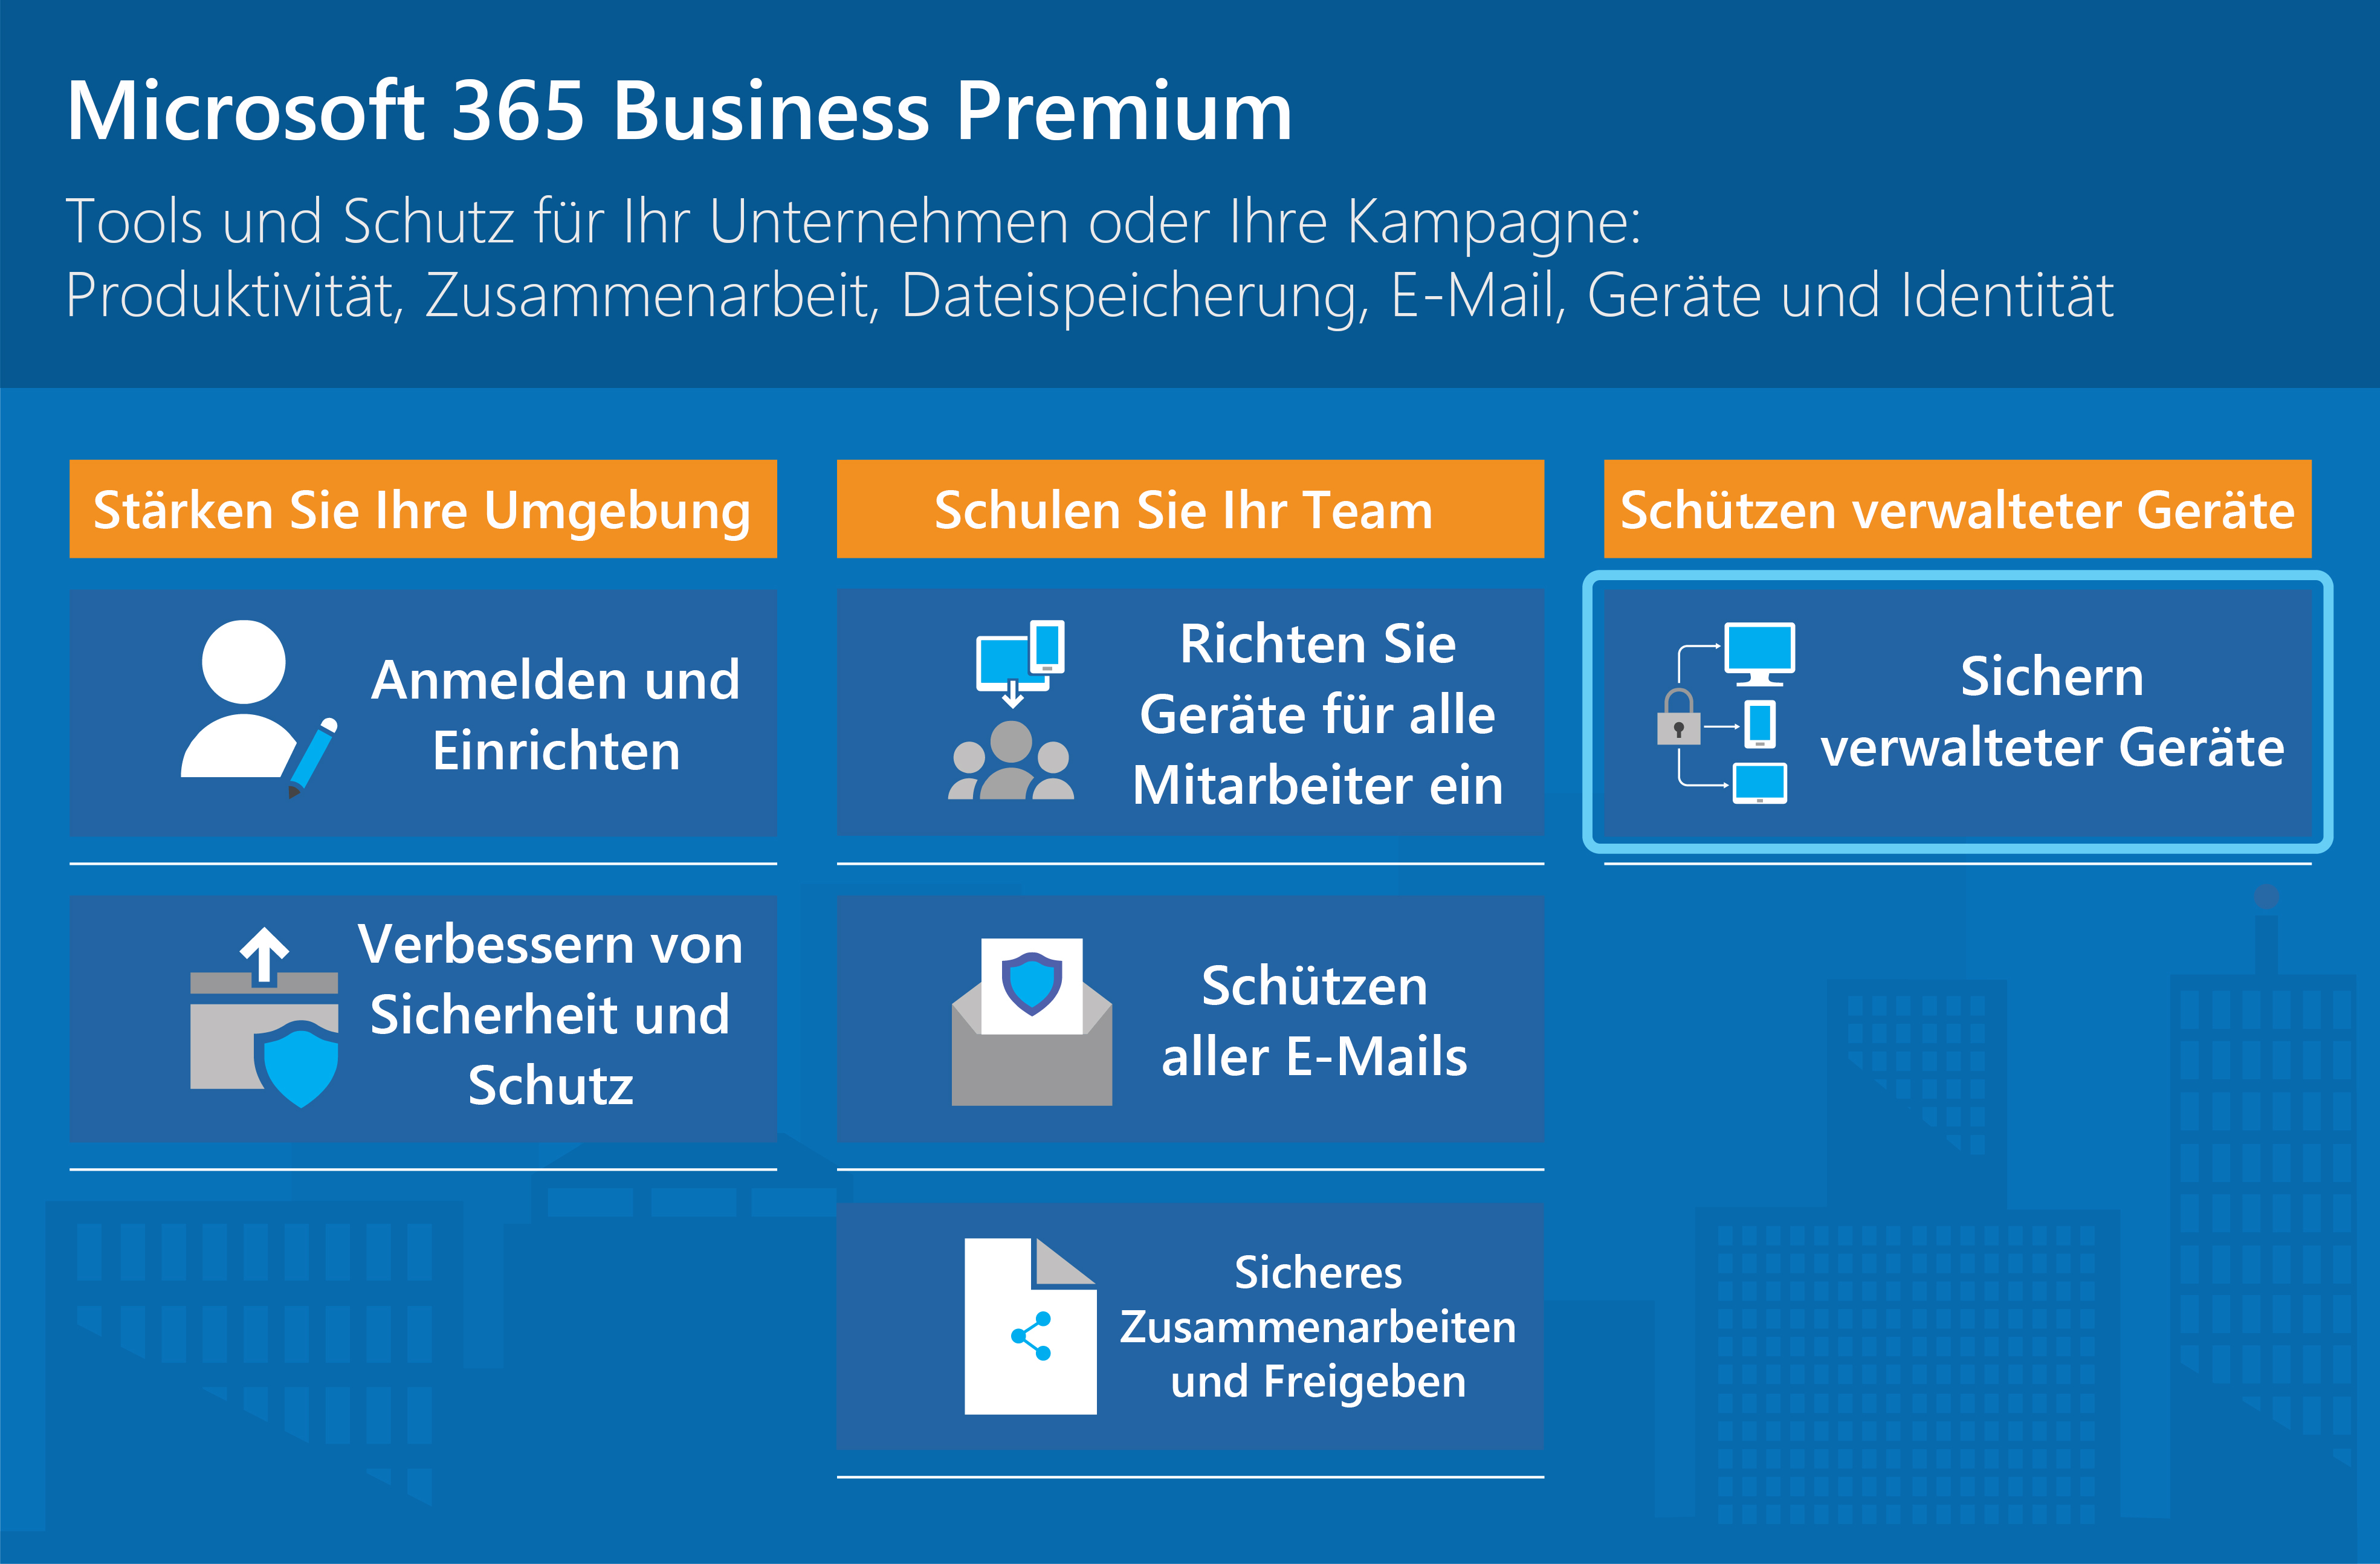 Microsoft 365 Business Premium
Tools und Schutz für Ihr Unternehmen oder Ihre Kampagne:
Produktivität, Zusammenarbeit, Dateispeicherung, E-Mail, Geräte und Identität
Stärken Sie Ihre Umgebung
Anmelden und
Einrichten
Verbessern von
Sicherheit und
Schutz
Schulen Sie Ihr Team
Richten Sie
Geräte für alle
Mitarbeiter ein
Schützen
aller E-Mails
Sicheres
Zusammenarbeiten
und Freigeben
Schützen verwalteter Geräte
Sichern
verwalteter Geräte